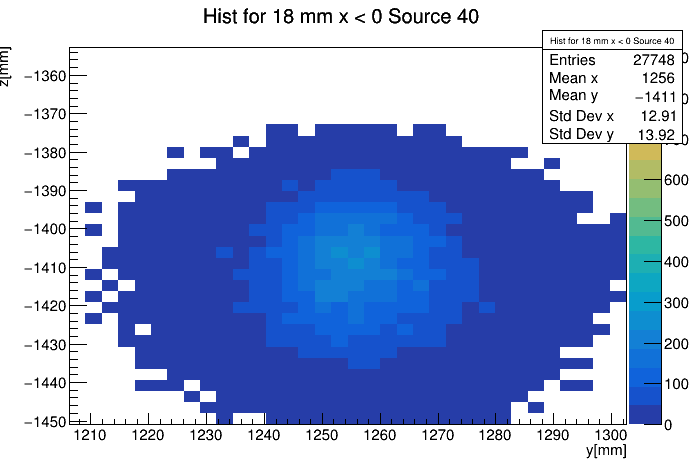 Hist for 18 mm x < 0 Source 40
z[mm]
Hist for 18 mm x < 0 Source 40
Entries 27748
Mean x 1256
Mean y −1411
Std Dev x 12.91
Std Dev y 13.92
−1360
−1370
−1380
−1390
−1400
−1410
−1420
−1430
−1440
−1450
600
500
400
300
200
100
0
1210 1220 1230 1240 1250 1260 1270 1280 1290 1300
y[mm]